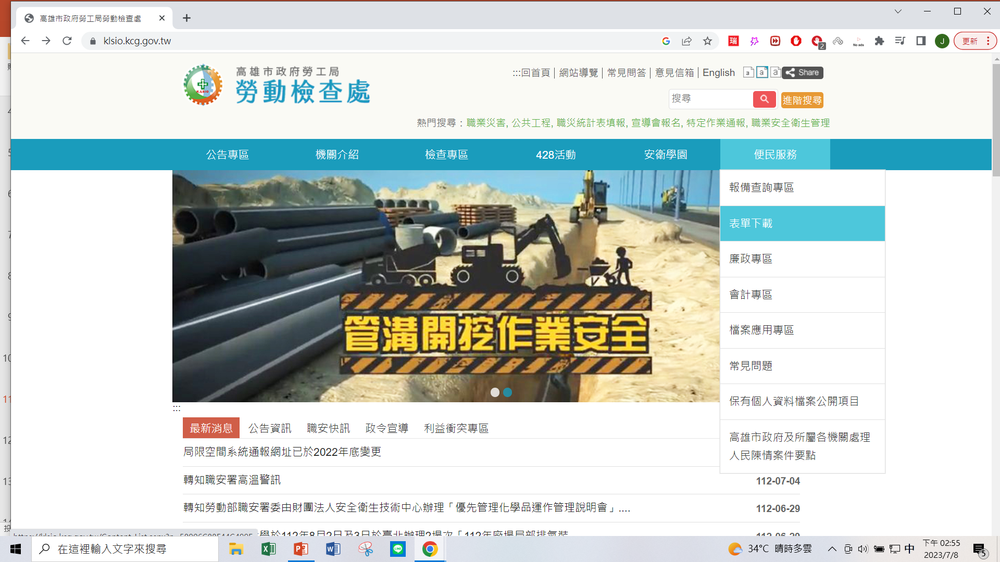 高雄市政府勞工局勞動檢查處
klsio.kcg.gov.tw
瑞
2
No ads
J
更新
高雄市政府勞工局
勞動檢查處
KLSIO
:::回首頁 | 網站導覽 | 常見問答 | 意見信箱 | English
a a a Share
搜尋
進階搜尋
熱門搜尋：職業災害, 公共工程, 職災統計表填報, 宣導會報名, 特定作業通報, 職業安全衛生管理
公告專區 機關介紹 檢查專區 428活動 安衛學園 便民服務
報備查詢專區
表單下載
廉政專區
會計專區
檔案應用專區
常見問題
保有個人資料檔案公開項目
高雄市政府及所屬各機關處理
人民陳情案件要點
管溝開挖作業安全
:::
最新消息 公告資訊 職安快訊 政令宣導 利益衝突專區
局限空間系統通報網址已於2022年底變更
轉知職安署高溫警訊 112-07-04
轉知勞動部職安署委由財團法人安全衛生技術中心辦理「優先管理化學品運作管理說明會」.... 112-06-29
學於112年8月2日及3日於臺北辦理2場次「112年廠場局部排氣裝
10
11
12
13
在這裡輸入文字來搜尋
34°C 晴時多雲
中
下午 02:55
2023/7/8
5